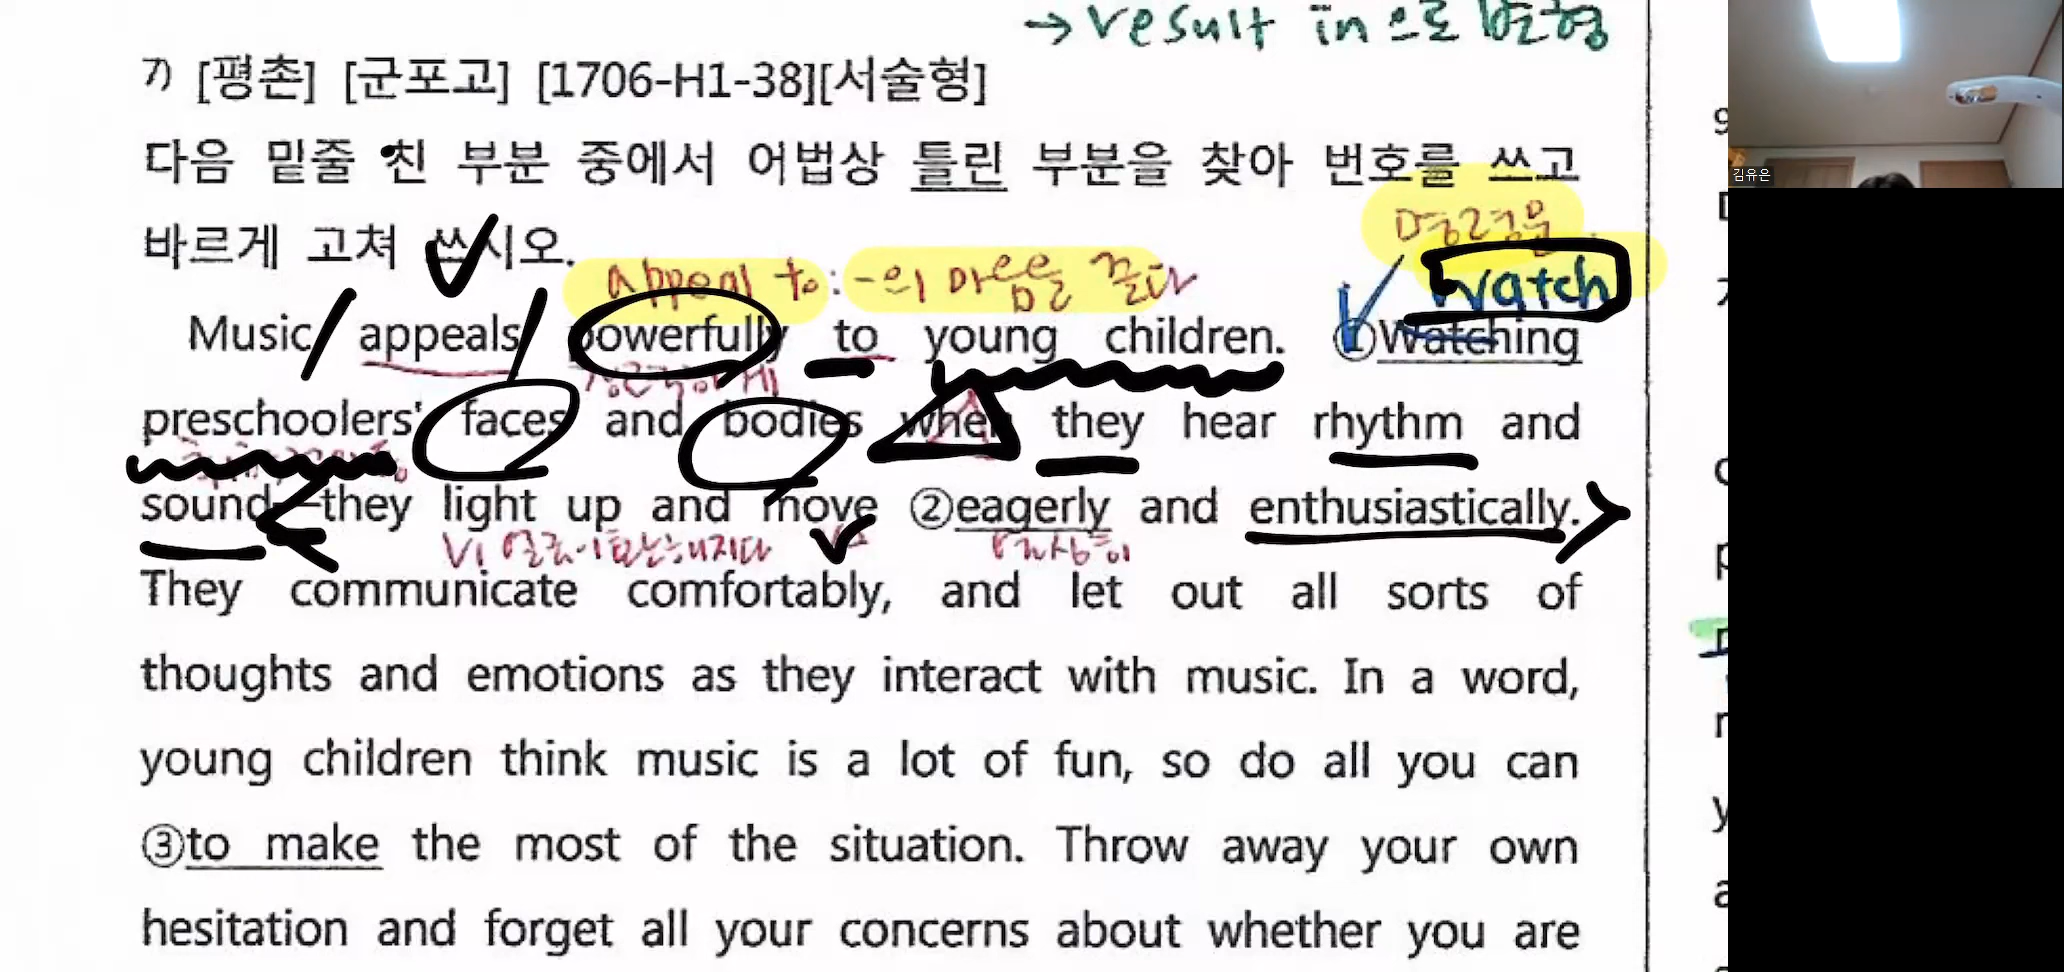 → result in 으로 변형
7) [평촌] [군포고] [1706-H1-38][서술형]
다음 밑줄 친 부분 중에서 어법상 틀린 부분을 찾아 번호를 쓰고
바르게 고쳐 쓰시오.
명령문
appeal to : ~의 마음을 끌다
watch
Music appeals powerfully to young children. ①Watching
preschoolers' faces and bodies when they hear rhythm and
sound—they light up and move ②eagerly and enthusiastically.
They communicate comfortably, and let out all sorts of
thoughts and emotions as they interact with music. In a word,
young children think music is a lot of fun, so do all you can
③to make the most of the situation. Throw away your own
hesitation and forget all your concerns about whether you are
김유은